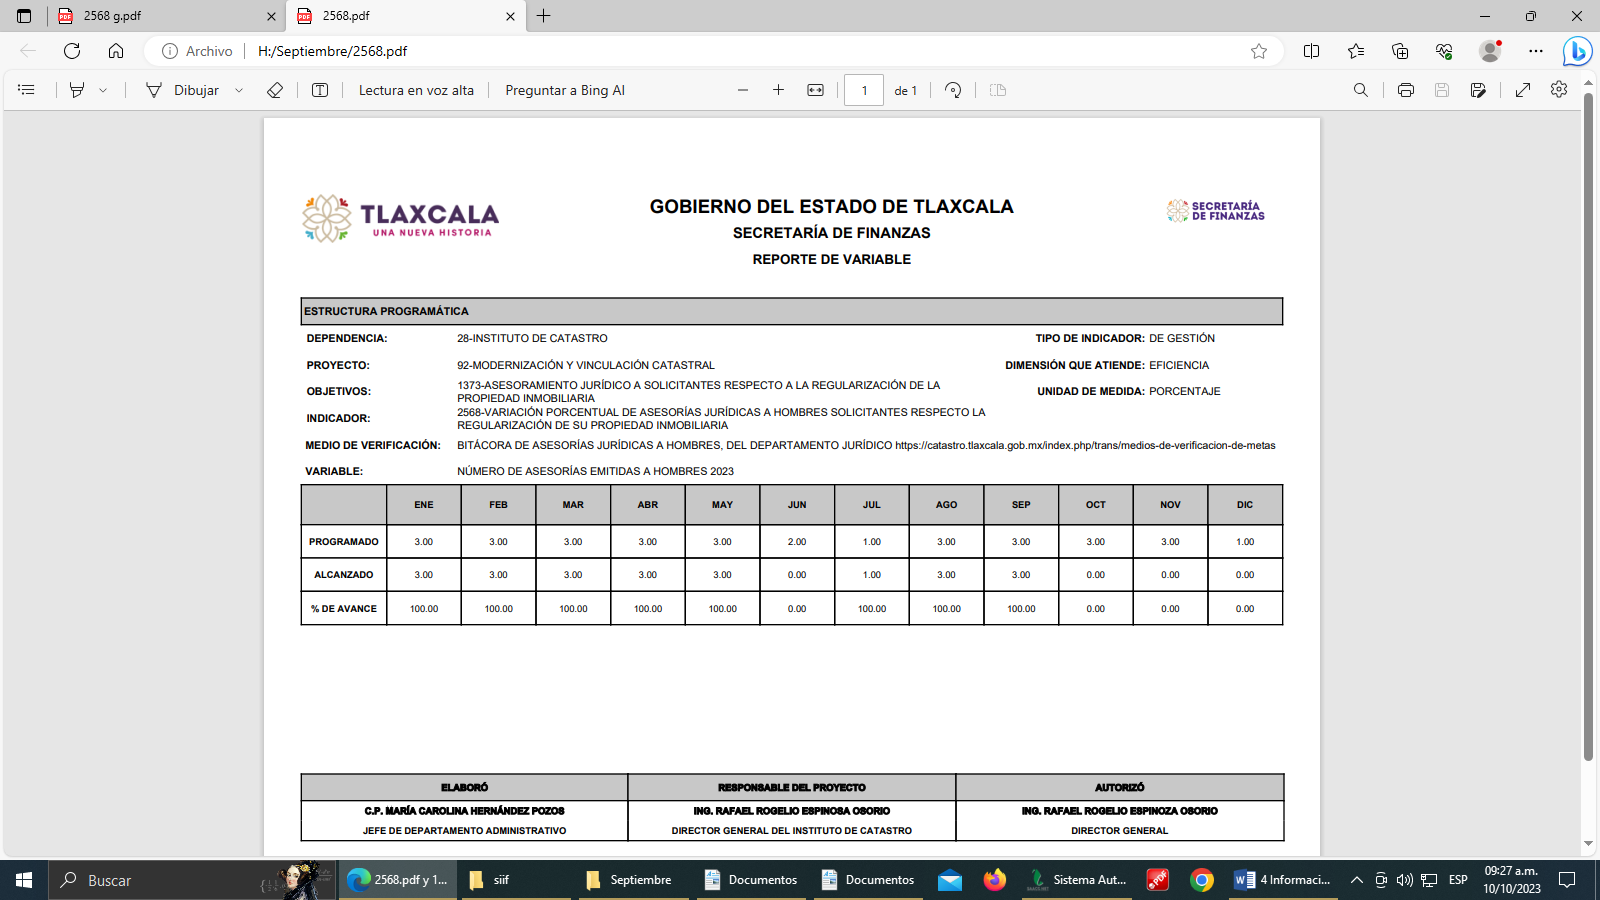 2568 g.pdf
2568.pdf
Archivo
H:/Septiembre/2568.pdf
Dibujar
Lectura en voz alta
Preguntar a Bing AI
1
de 1
TLAXCALA
UNA NUEVA HISTORIA
GOBIERNO DEL ESTADO DE TLAXCALA
SECRETARÍA DE FINANZAS
REPORTE DE VARIABLE
SECRETARÍA
DE FINANZAS
ESTRUCTURA PROGRAMÁTICA
DEPENDENCIA: 28-INSTITUTO DE CATASTRO TIPO DE INDICADOR: DE GESTIÓN
PROYECTO: 92-MODERNIZACIÓN Y VINCULACIÓN CATASTRAL DIMENSIÓN QUE ATIENDE: EFICIENCIA
OBJETIVOS: 1373-ASESORAMIENTO JURÍDICO A SOLICITANTES RESPECTO A LA REGULARIZACIÓN DE LA
PROPIEDAD INMOBILIARIA
UNIDAD DE MEDIDA: PORCENTAJE
INDICADOR: 2568-VARIACIÓN PORCENTUAL DE ASESORÍAS JURÍDICAS A HOMBRES SOLICITANTES RESPECTO LA
REGULARIZACIÓN DE SU PROPIEDAD INMOBILIARIA
MEDIO DE VERIFICACIÓN: BITÁCORA DE ASESORÍAS JURÍDICAS A HOMBRES, DEL DEPARTAMENTO JURÍDICO https://catastro.tlaxcala.gob.mx/index.php/trans/medios-de-verificacion-de-metas
VARIABLE: NÚMERO DE ASESORÍAS EMITIDAS A HOMBRES 2023
ENE FEB MAR ABR MAY JUN JUL AGO SEP OCT NOV DIC
PROGRAMADO 3.00 3.00 3.00 3.00 3.00 2.00 1.00 3.00 3.00 3.00 3.00 1.00
ALCANZADO 3.00 3.00 3.00 3.00 3.00 0.00 1.00 3.00 3.00 0.00 0.00 0.00
% DE AVANCE 100.00 100.00 100.00 100.00 100.00 0.00 100.00 100.00 100.00 0.00 0.00 0.00
ELABORÓ RESPONSABLE DEL PROYECTO AUTORIZÓ
C.P. MARÍA CAROLINA HERNÁNDEZ POZOS ING. RAFAEL ROGELIO ESPINOSA OSORIO ING. RAFAEL ROGELIO ESPINOZA OSORIO
JEFE DE DEPARTAMENTO ADMINISTRATIVO DIRECTOR GENERAL DEL INSTITUTO DE CATASTRO DIRECTOR GENERAL
Buscar
2568.pdf y 1...
siif
Septiembre
Documentos
Documentos
Sistema Aut...
4 Informaci...
ESP
09:27 a.m.
10/10/2023